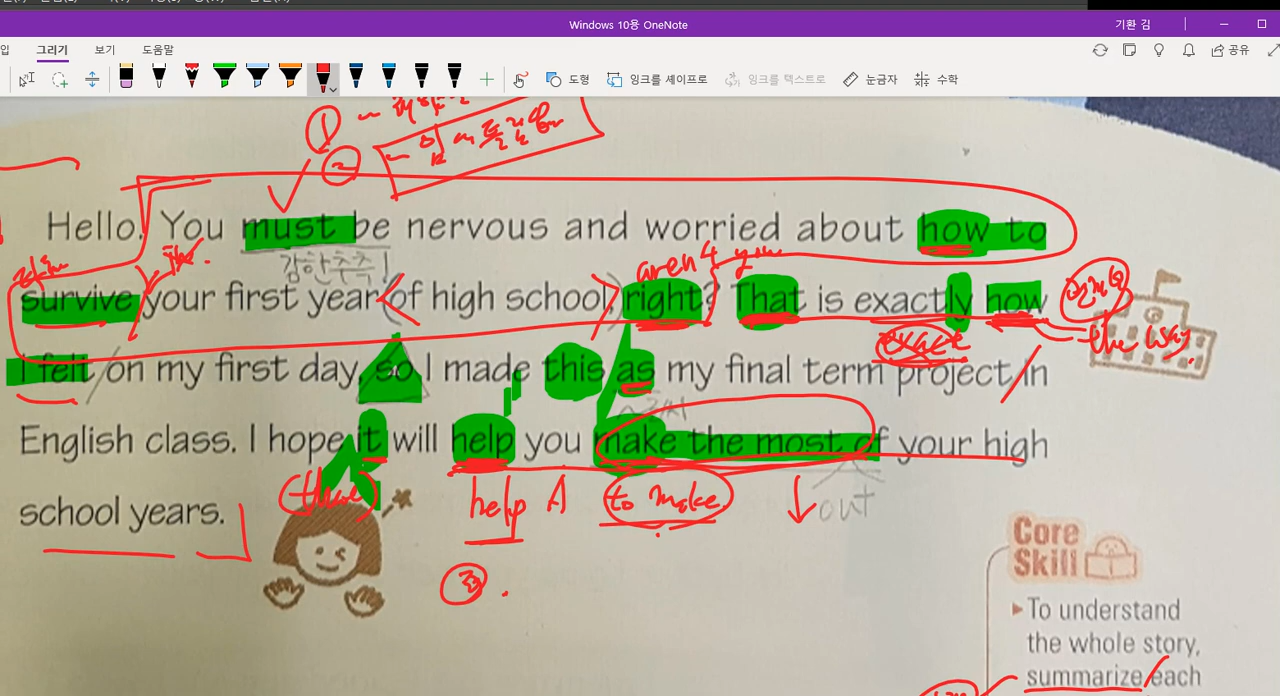 Windows 10용 OneNote
기환 김
그리기 보기 도움말
공유
도형 잉크를 셰이프로 잉크를 텍스트로 눈금자 수학
①
②
Hello. You must be nervous and worried about how to
강한추측!
aren't you
survive your first year of high school, right? That is exactly how
exact
the way
I felt on my first day, so I made this as my final term project in
English class. I hope it will help you make the most of your high
(that)
help A to make
out
school years.
Core
Skill
▸ To understand
the whole story,
summarize each